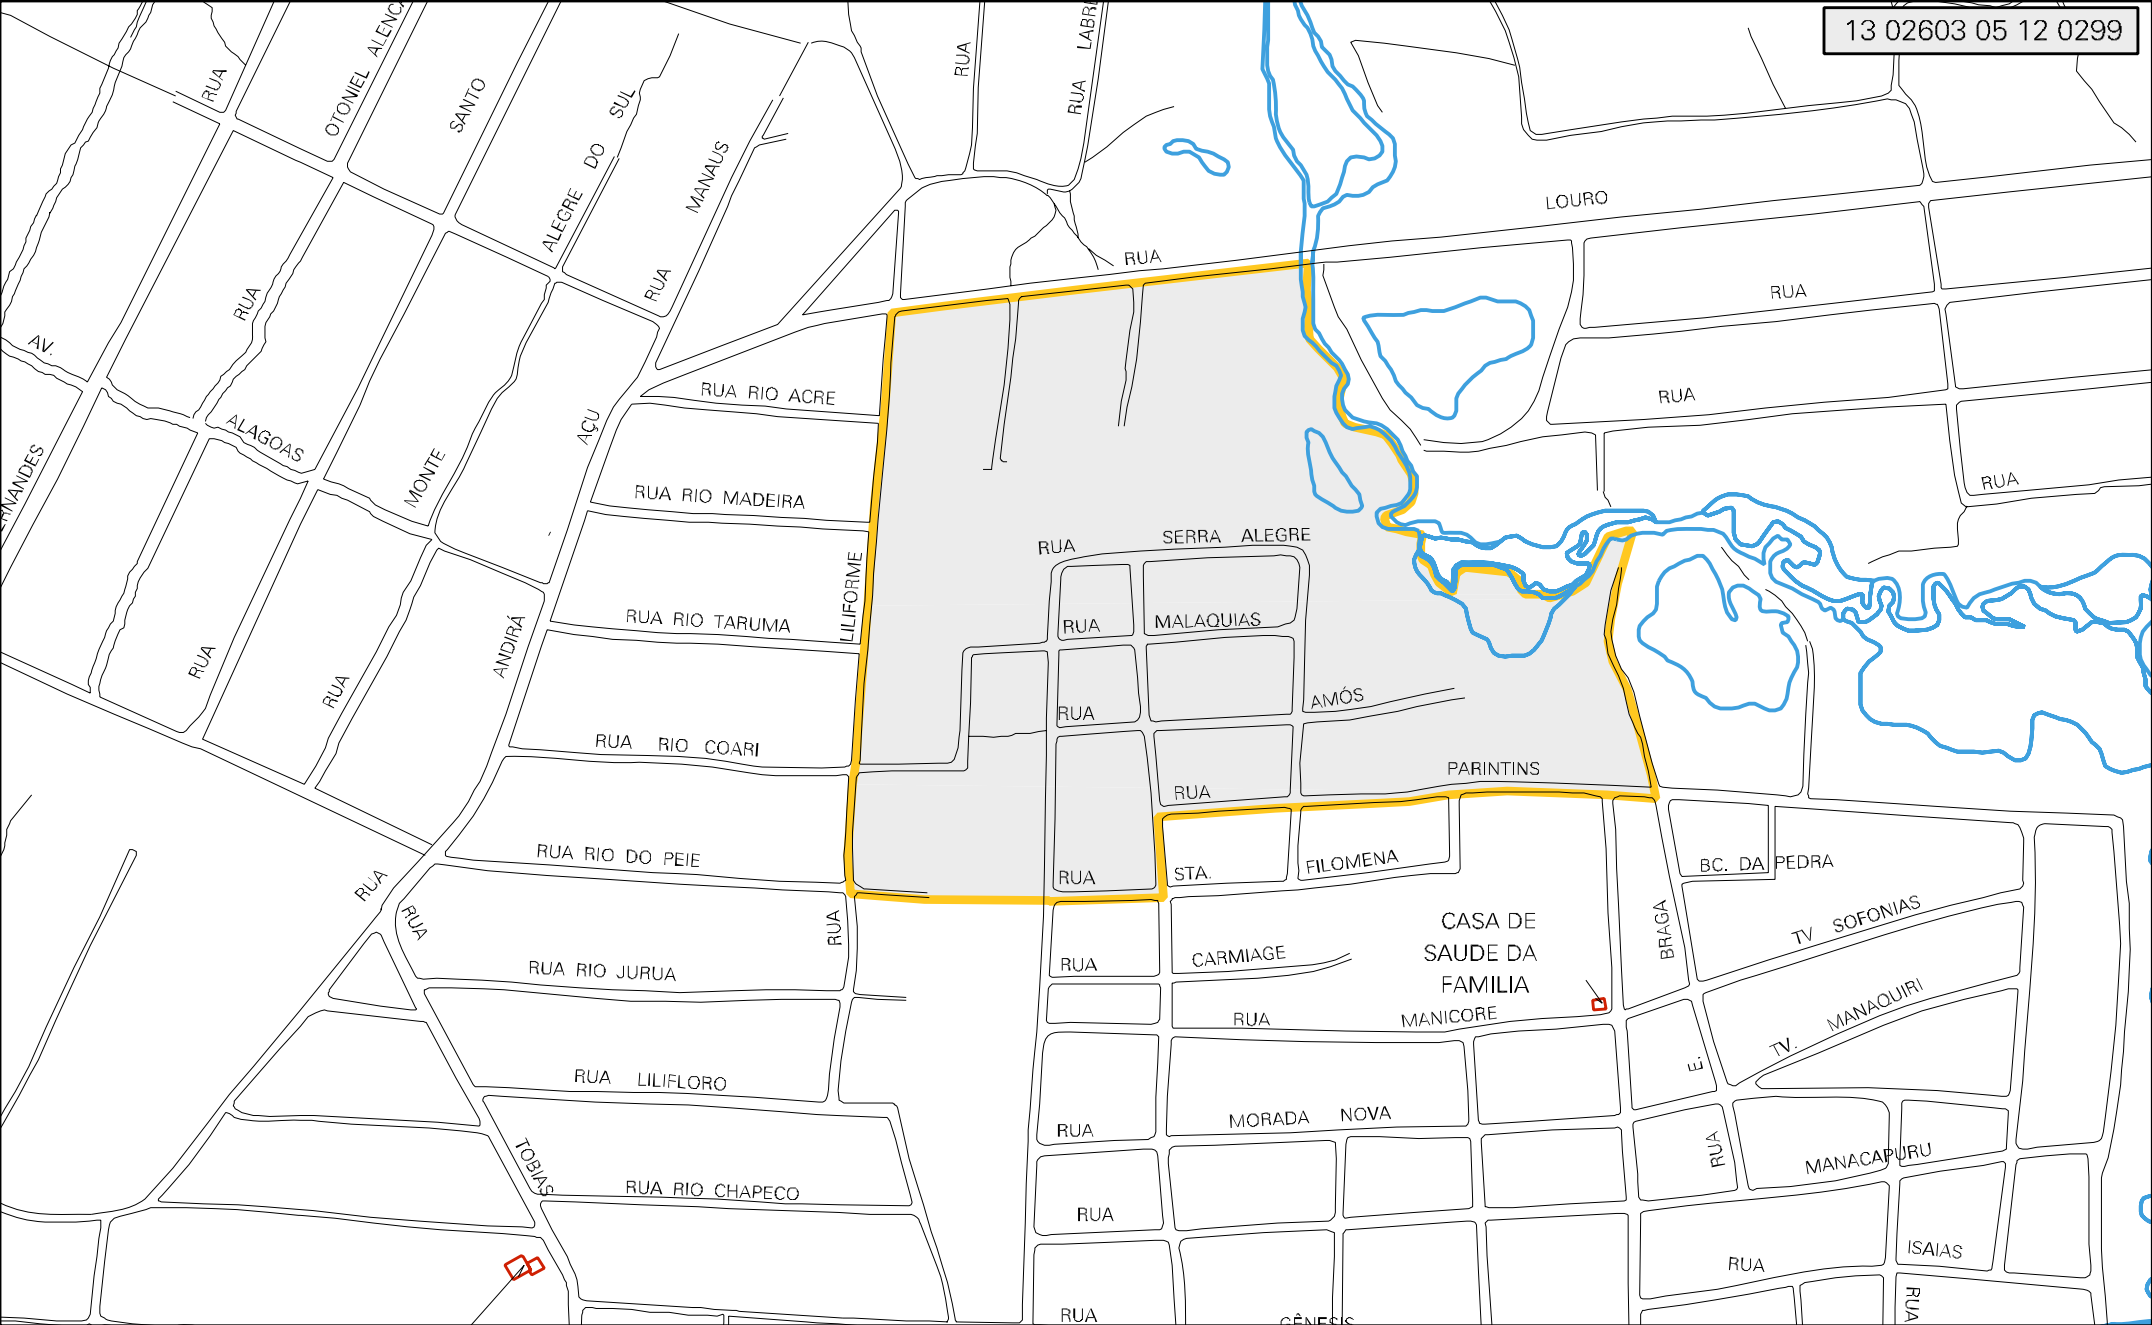 13 02603 05 12 0299
RUA
OTONIEL ALENCA
SANTO
ALEGRE DO SUL
RUA MANAUS
RUA
RUA LABRE
RUA LOURO
RUA
RUA
RUA
RUA
AV. ALAGOAS
RNANDES
MONTE
AÇU
RUA RIO ACRE
RUA RIO MADEIRA
LILIFORME
RUA RIO TARUMA
RUA SERRA ALEGRE
RUA MALAQUIAS
RUA AMÓS
RUA
RUA
ANDIRÁ
RUA RIO COARI
RUA PARINTINS
RUA RIO DO PEIE
RUA STA. FILOMENA
BC. DA PEDRA
RUA
RUA
RUA
BRAGA
TV SOFONIAS
CASA DE
SAUDE DA
FAMILIA
RUA RIO JURUA
RUA CARMIAGE
RUA MANICORE
TV. MANAQUIRI
E.
RUA LILIFLORO
RUA MORADA NOVA
TOBIAS
RUA
MANACAPURU
RUA RIO CHAPECO
RUA
RUA ISAIAS
RUA
RUA GÊNESIS